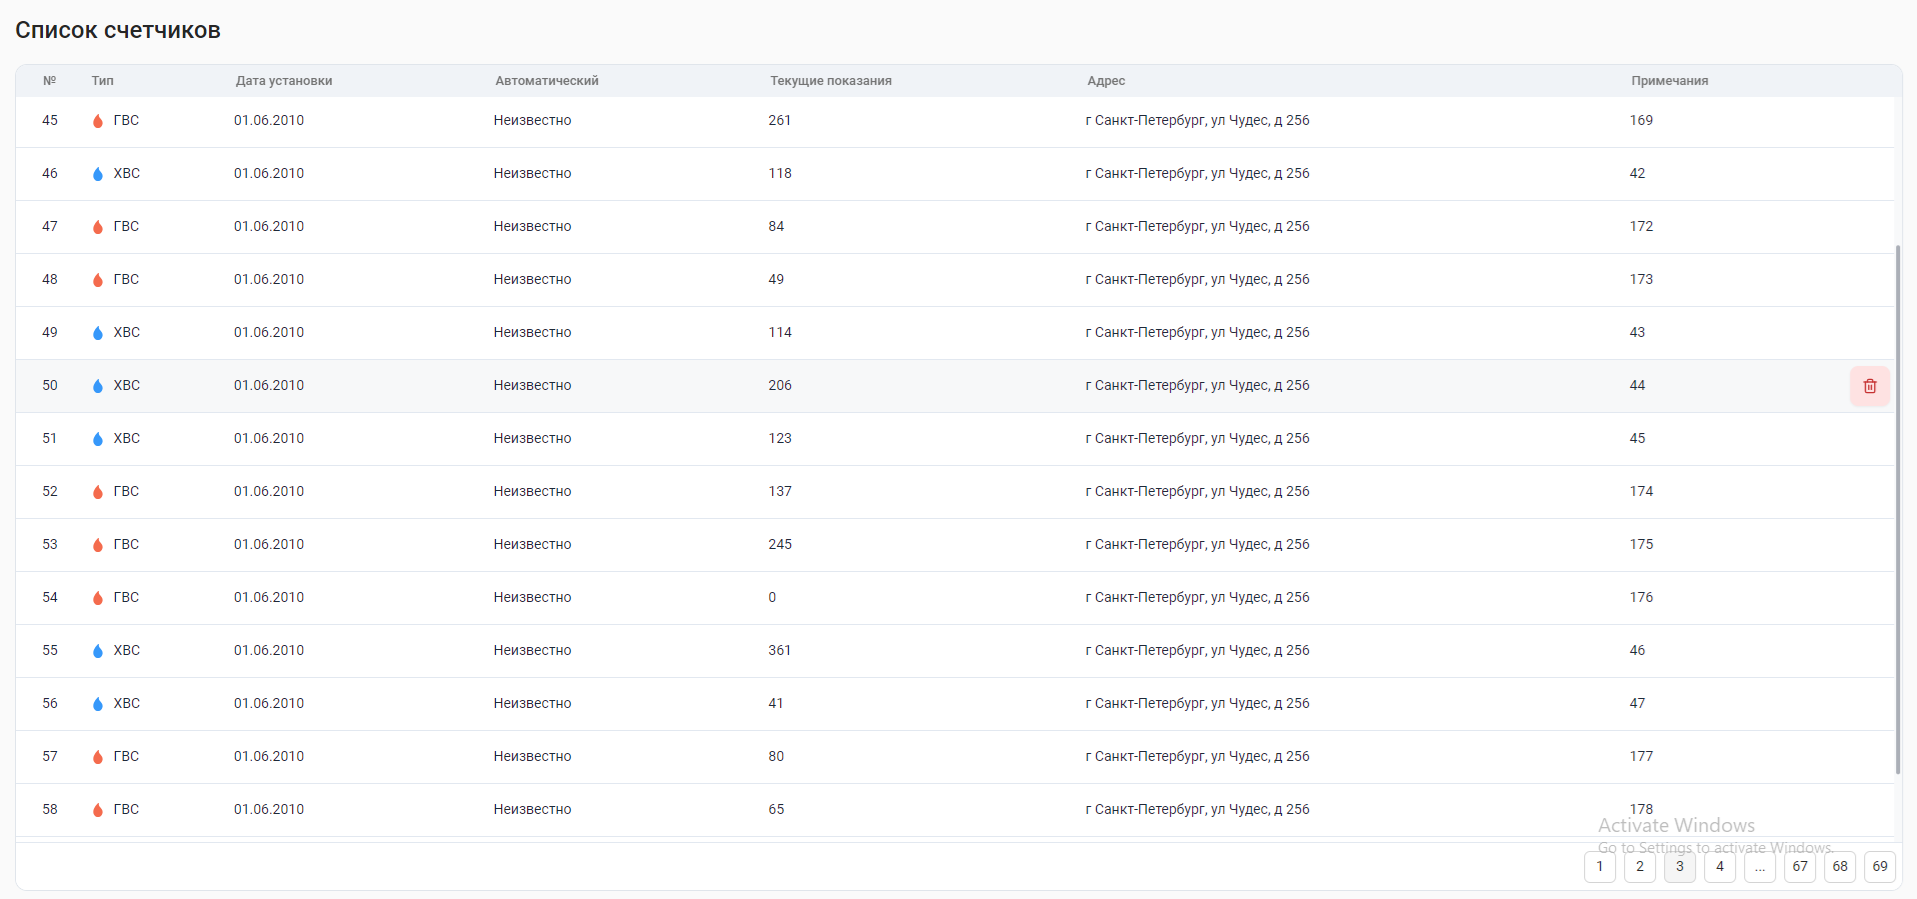 Список счетчиков
№ Тип Дата установки Автоматический Текущие показания Адрес Примечания
45 ГВС 01.06.2010 Неизвестно 261 г Санкт-Петербург, ул Чудес, д 256 169
46 ХВС 01.06.2010 Неизвестно 118 г Санкт-Петербург, ул Чудес, д 256 42
47 ГВС 01.06.2010 Неизвестно 84 г Санкт-Петербург, ул Чудес, д 256 172
48 ГВС 01.06.2010 Неизвестно 49 г Санкт-Петербург, ул Чудес, д 256 173
49 ХВС 01.06.2010 Неизвестно 114 г Санкт-Петербург, ул Чудес, д 256 43
50 ХВС 01.06.2010 Неизвестно 206 г Санкт-Петербург, ул Чудес, д 256 44
51 ХВС 01.06.2010 Неизвестно 123 г Санкт-Петербург, ул Чудес, д 256 45
52 ГВС 01.06.2010 Неизвестно 137 г Санкт-Петербург, ул Чудес, д 256 174
53 ГВС 01.06.2010 Неизвестно 245 г Санкт-Петербург, ул Чудес, д 256 175
54 ГВС 01.06.2010 Неизвестно 0 г Санкт-Петербург, ул Чудес, д 256 176
55 ХВС 01.06.2010 Неизвестно 361 г Санкт-Петербург, ул Чудес, д 256 46
56 ХВС 01.06.2010 Неизвестно 41 г Санкт-Петербург, ул Чудес, д 256 47
57 ГВС 01.06.2010 Неизвестно 80 г Санкт-Петербург, ул Чудес, д 256 177
58 ГВС 01.06.2010 Неизвестно 65 г Санкт-Петербург, ул Чудес, д 256 178
Activate Windows
Go to Settings to activate Windows.
1 2 3 4 ... 67 68 69